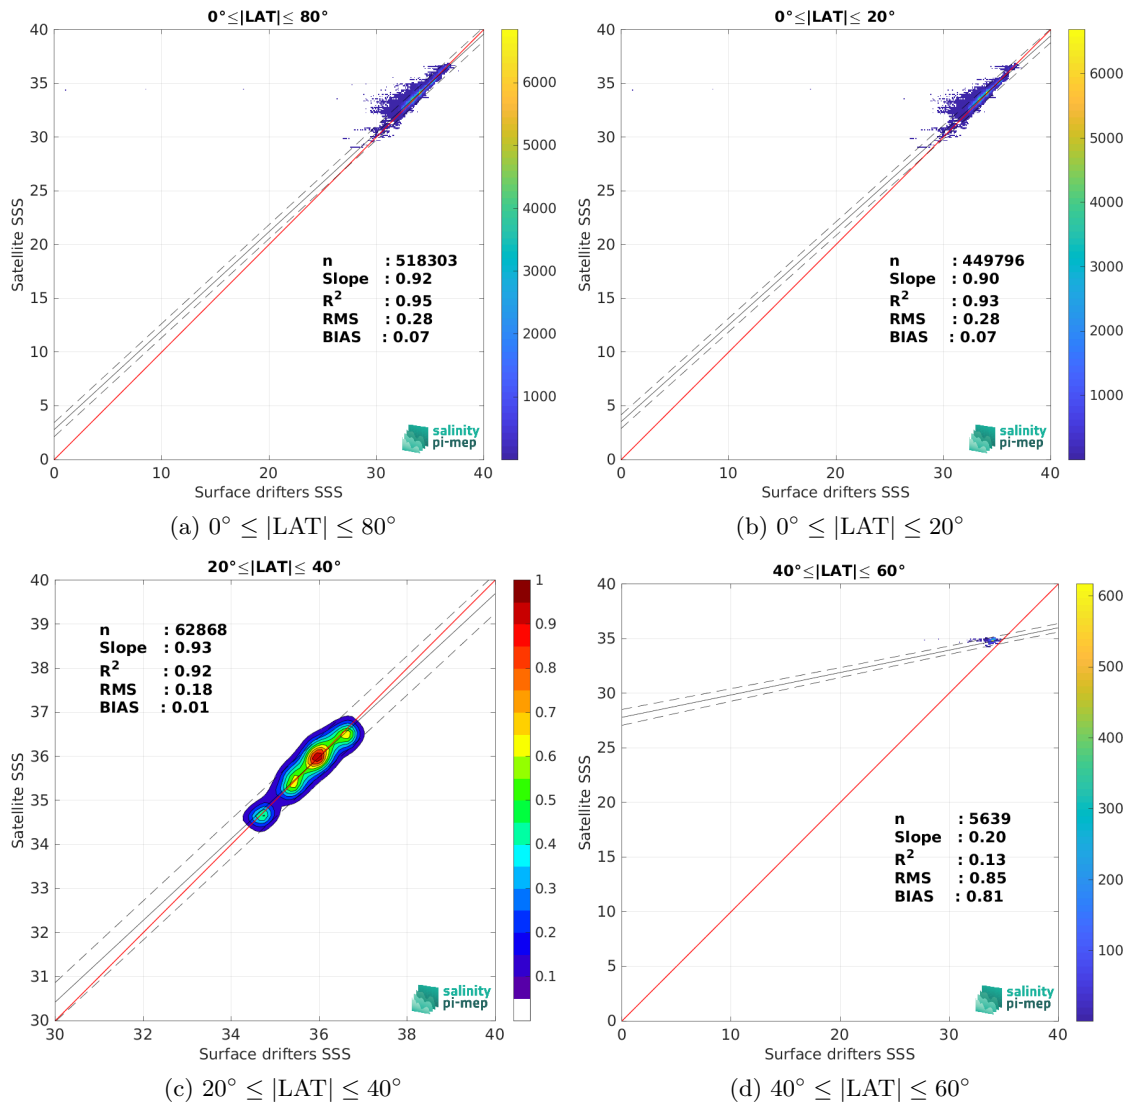 0°≤|LAT|≤ 80°
40
35
30
25
20
15
10
5
0
Satellite SSS
n : 518303
Slope : 0.92
R² : 0.95
RMS : 0.28
BIAS : 0.07
salinity
pi-mep
0 10 20 30 40
Surface drifters SSS
6000
5000
4000
3000
2000
1000
(a) 0° ≤ |LAT| ≤ 80°
0°≤|LAT|≤ 20°
40
35
30
25
20
15
10
5
0
Satellite SSS
n : 449796
Slope : 0.90
R² : 0.93
RMS : 0.28
BIAS : 0.07
salinity
pi-mep
0 10 20 30 40
Surface drifters SSS
6000
5000
4000
3000
2000
1000
(b) 0° ≤ |LAT| ≤ 20°
20°≤|LAT|≤ 40°
40
39
38
37
36
35
34
33
32
31
30
Satellite SSS
n : 62868
Slope : 0.93
R² : 0.92
RMS : 0.18
BIAS : 0.01
salinity
pi-mep
30 32 34 36 38 40
Surface drifters SSS
1
0.9
0.8
0.7
0.6
0.5
0.4
0.3
0.2
0.1
(c) 20° ≤ |LAT| ≤ 40°
40°≤|LAT|≤ 60°
40
35
30
25
20
15
10
5
0
Satellite SSS
n : 5639
Slope : 0.20
R² : 0.13
RMS : 0.85
BIAS : 0.81
salinity
pi-mep
0 10 20 30 40
Surface drifters SSS
600
500
400
300
200
100
(d) 40° ≤ |LAT| ≤ 60°